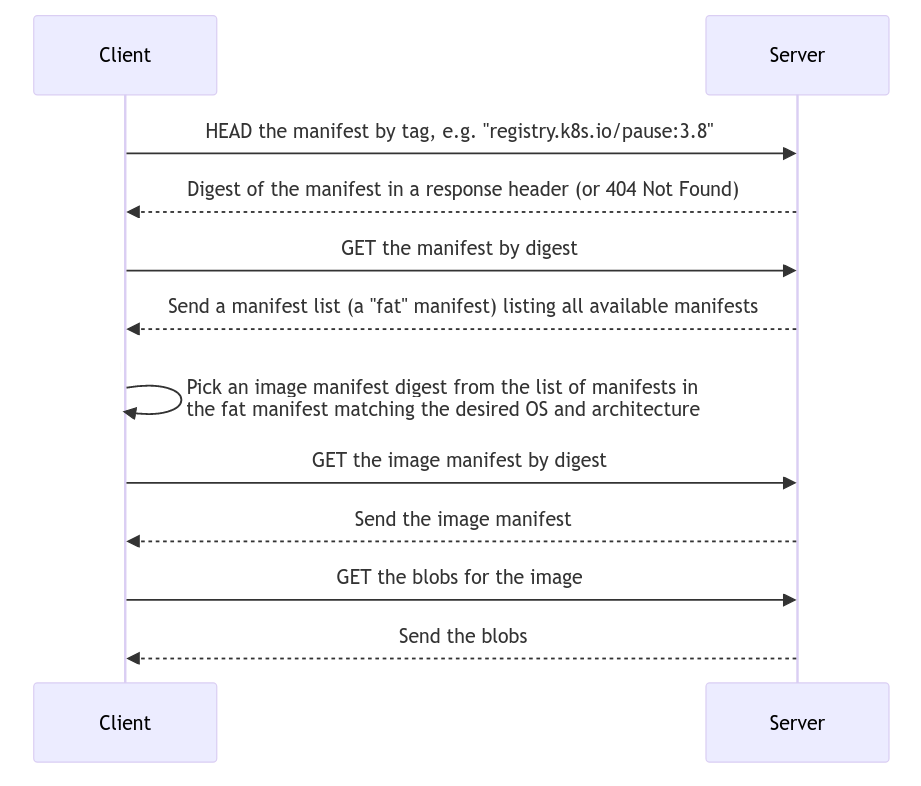 Client
Server
HEAD the manifest by tag, e.g. "registry.k8s.io/pause:3.8"
Digest of the manifest in a response header (or 404 Not Found)
GET the manifest by digest
Send a manifest list (a "fat" manifest) listing all available manifests
Pick an image manifest digest from the list of manifests in
the fat manifest matching the desired OS and architecture
GET the image manifest by digest
Send the image manifest
GET the blobs for the image
Send the blobs
Client
Server